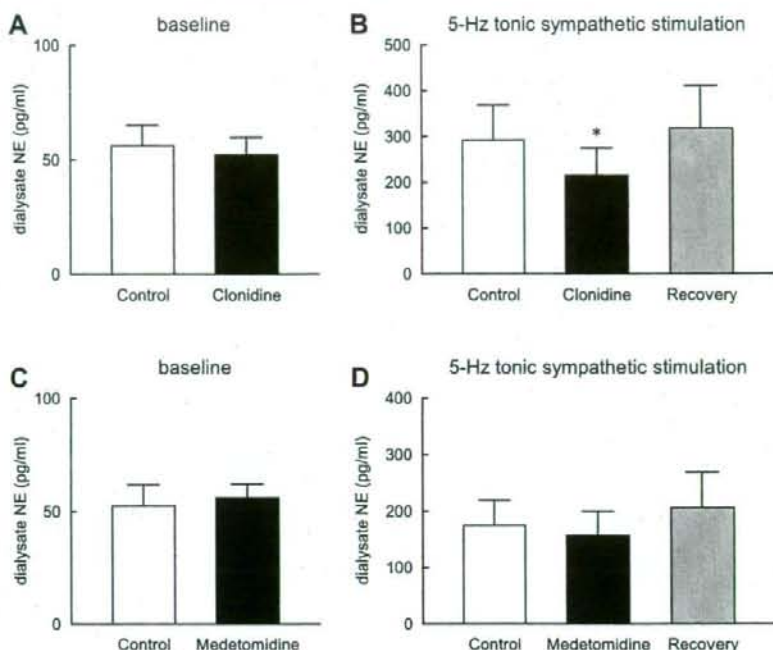 A
baseline
dialysate NE (pg/ml)
100
50
0
Control Clonidine
B
5-Hz tonic sympathetic stimulation
dialysate NE (pg/ml)
500
400
300
200
100
0
*
Control Clonidine Recovery
C
baseline
dialysate NE (pg/ml)
100
50
0
Control Medetomidine
D
5-Hz tonic sympathetic stimulation
dialysate NE (pg/ml)
400
300
200
100
0
Control Medetomidine Recovery